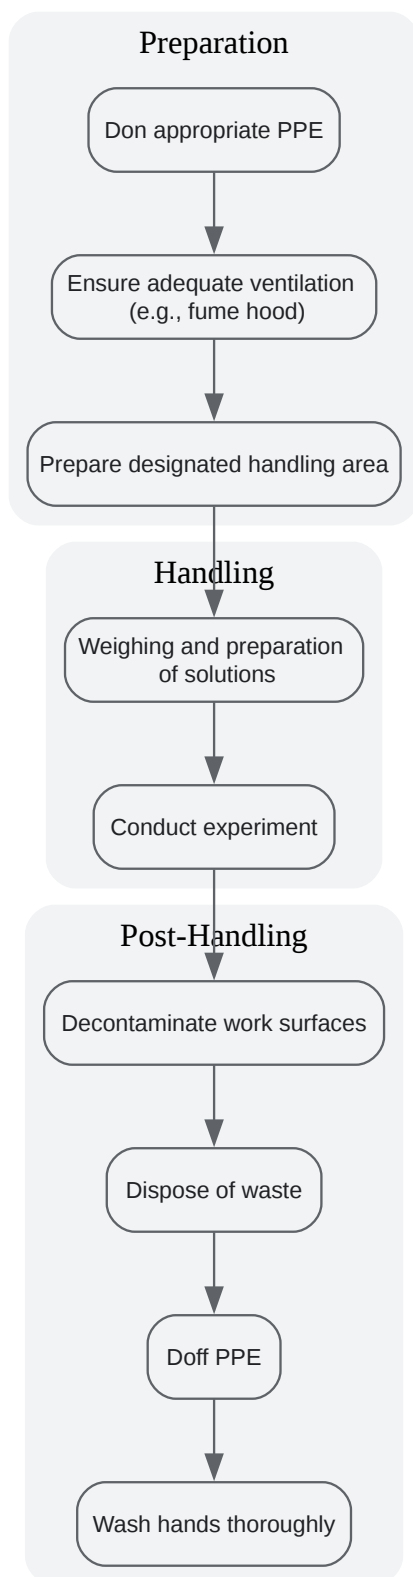 Preparation
Don appropriate PPE
Ensure adequate ventilation
(e.g., fume hood)
Prepare designated handling area
Handling
Weighing and preparation
of solutions
Conduct experiment
Post-Handling
Decontaminate work surfaces
Dispose of waste
Doff PPE
Wash hands thoroughly